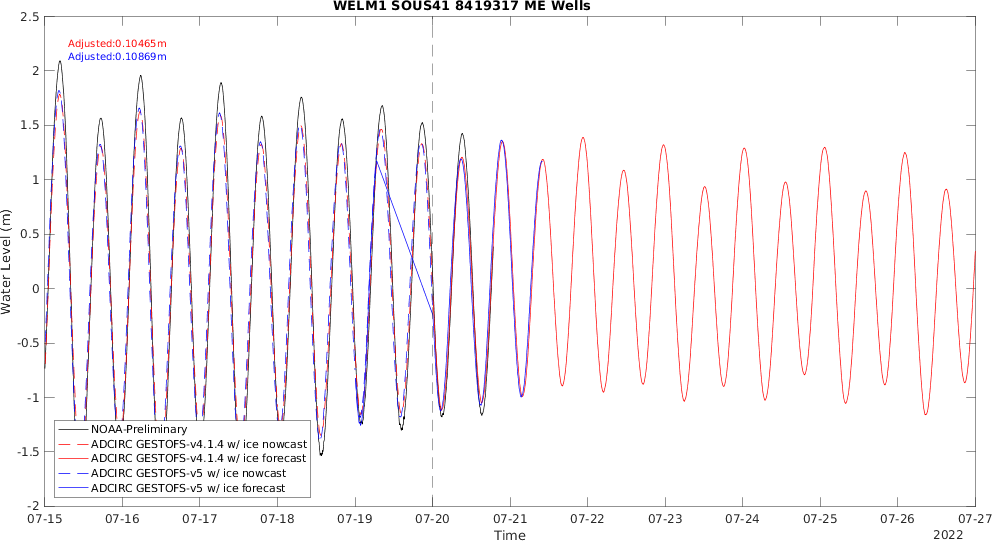 WELM1 SOUS41 8419317 ME Wells
2.5
2
1.5
1
0.5
0
-0.5
-1
-1.5
-2
Water Level (m)
Adjusted:0.10465m
Adjusted:0.10869m
NOAA-Preliminary
ADCIRC GESTOFS-v4.1.4 w/ ice nowcast
ADCIRC GESTOFS-v4.1.4 w/ ice forecast
ADCIRC GESTOFS-v5 w/ ice nowcast
ADCIRC GESTOFS-v5 w/ ice forecast
07-15 07-16 07-17 07-18 07-19 07-20 07-21 07-22 07-23 07-24 07-25 07-26 07-27
Time
2022